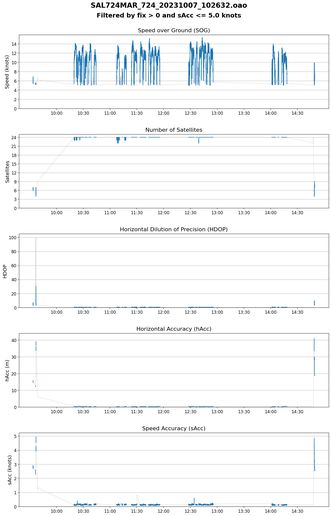 SAL724MAR_724_20231007_102632.oao
Filtered by fix > 0 and sAcc <= 5.0 knots
Speed over Ground (SOG)
Speed (knots)
14
12
10
8
6
4
2
0
10:00 10:30 11:00 11:30 12:00 12:30 13:00 13:30 14:00 14:30
Number of Satellites
Satellites
24
21
18
15
12
9
6
3
0
10:00 10:30 11:00 11:30 12:00 12:30 13:00 13:30 14:00 14:30
Horizontal Dilution of Precision (HDOP)
HDOP
100
80
60
40
20
0
10:00 10:30 11:00 11:30 12:00 12:30 13:00 13:30 14:00 14:30
Horizontal Accuracy (hAcc)
hAcc (m)
40
30
20
10
0
10:00 10:30 11:00 11:30 12:00 12:30 13:00 13:30 14:00 14:30
Speed Accuracy (sAcc)
sAcc (knots)
5
4
3
2
1
0
10:00 10:30 11:00 11:30 12:00 12:30 13:00 13:30 14:00 14:30